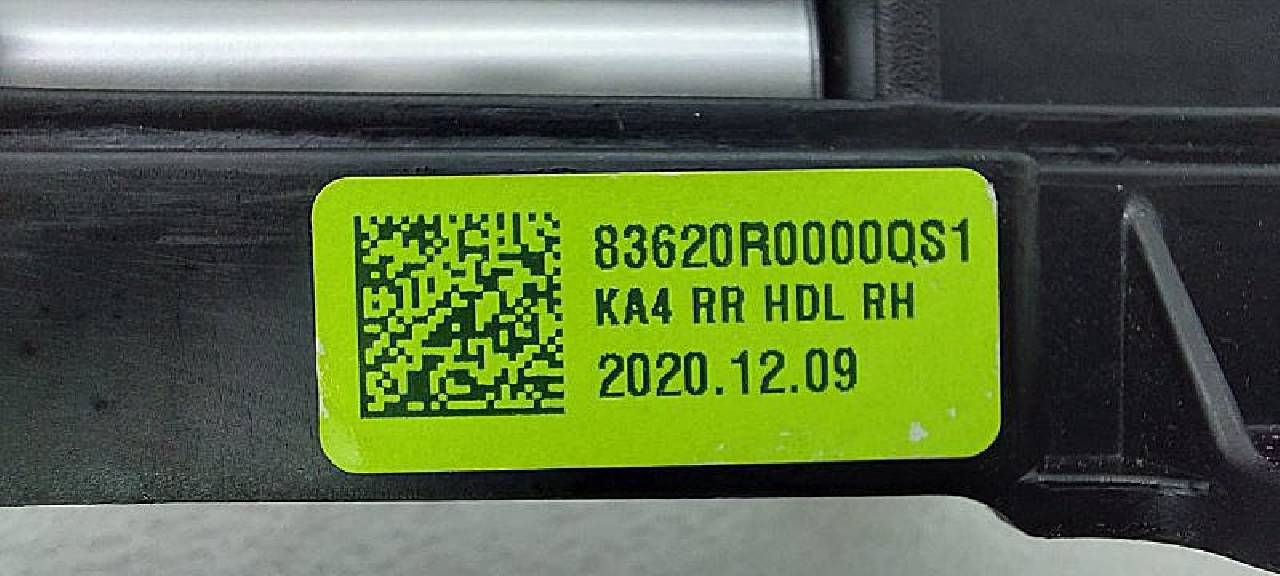 83620R0000QS1
KA4 RR HDL RH
2020.12.09